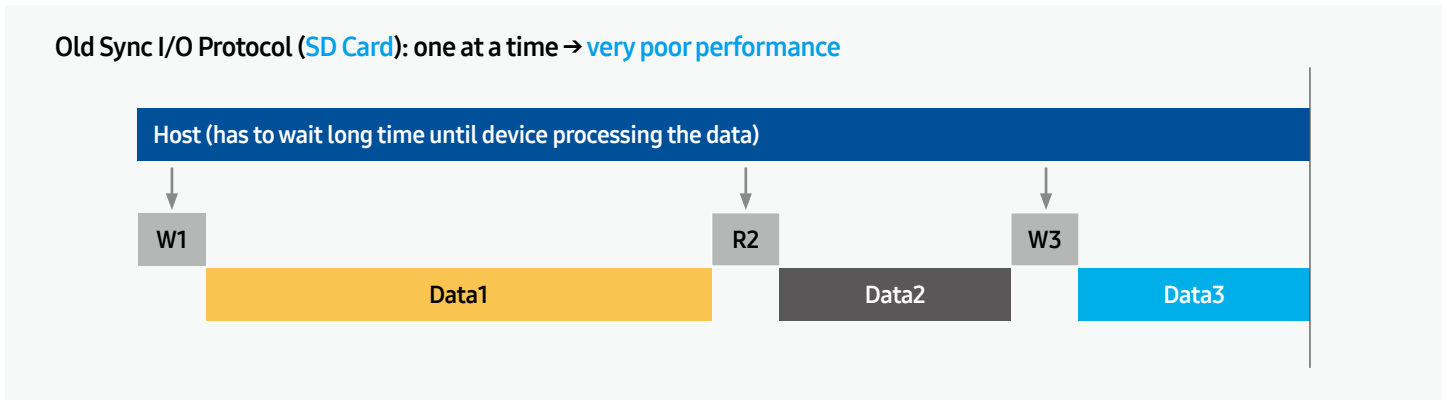 Old Sync I/O Protocol (SD Card): one at a time → very poor performance
Host (has to wait long time until device processing the data)
W1
R2
W3
Data1
Data2
Data3